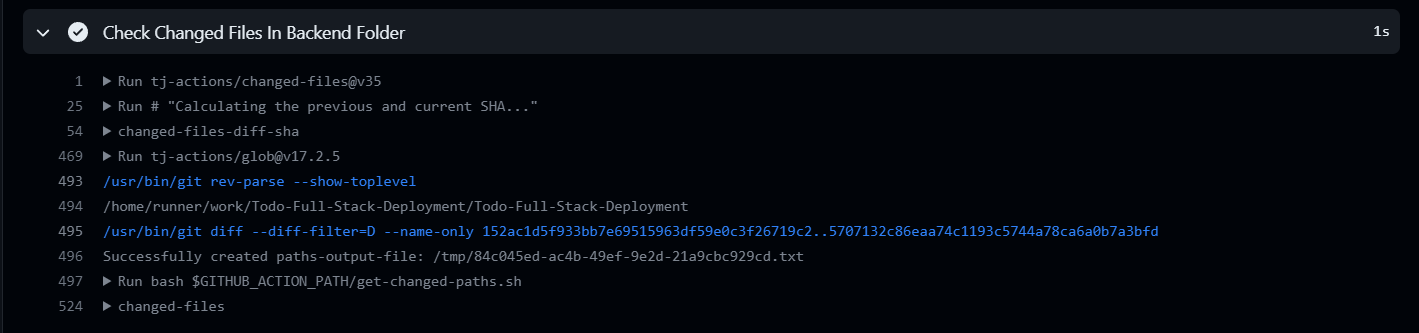 Check Changed Files In Backend Folder 1s
1 Run tj-actions/changed-files@v35
25 Run # "Calculating the previous and current SHA..."
54 changed-files-diff-sha
469 Run tj-actions/glob@v17.2.5
493 /usr/bin/git rev-parse --show-toplevel
494 /home/runner/work/Todo-Full-Stack-Deployment/Todo-Full-Stack-Deployment
495 /usr/bin/git diff --diff-filter=D --name-only 152ac1d5f933bb7e69515963df59e0c3f26719c2..5707132c86eaa74c1193c5744a78ca6a0b7a3bfd
496 Successfully created paths-output-file: /tmp/84c045ed-ac4b-49ef-9e2d-21a9cbc929cd.txt
497 Run bash $GITHUB_ACTION_PATH/get-changed-paths.sh
524 changed-files